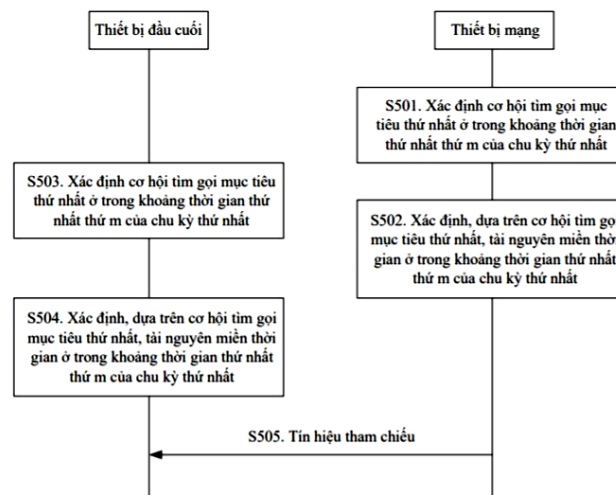 Thiết bị đầu cuối
Thiết bị mạng
S501. Xác định cơ hội tìm gọi mục
tiêu thứ nhất ở trong khoảng thời gian
thứ nhất thứ m của chu kỳ thứ nhất
S503. Xác định cơ hội tìm gọi mục tiêu
thứ nhất ở trong khoảng thời gian thứ
nhất thứ m của chu kỳ thứ nhất
S502. Xác định, dựa trên cơ hội tìm gọi
mục tiêu thứ nhất, tài nguyên miền thời
gian ở trong khoảng thời gian thứ nhất
thứ m của chu kỳ thứ nhất
S504. Xác định, dựa trên cơ hội tìm gọi
mục tiêu thứ nhất, tài nguyên miền thời
gian ở trong khoảng thời gian thứ nhất
thứ m của chu kỳ thứ nhất
S505. Tín hiệu tham chiếu